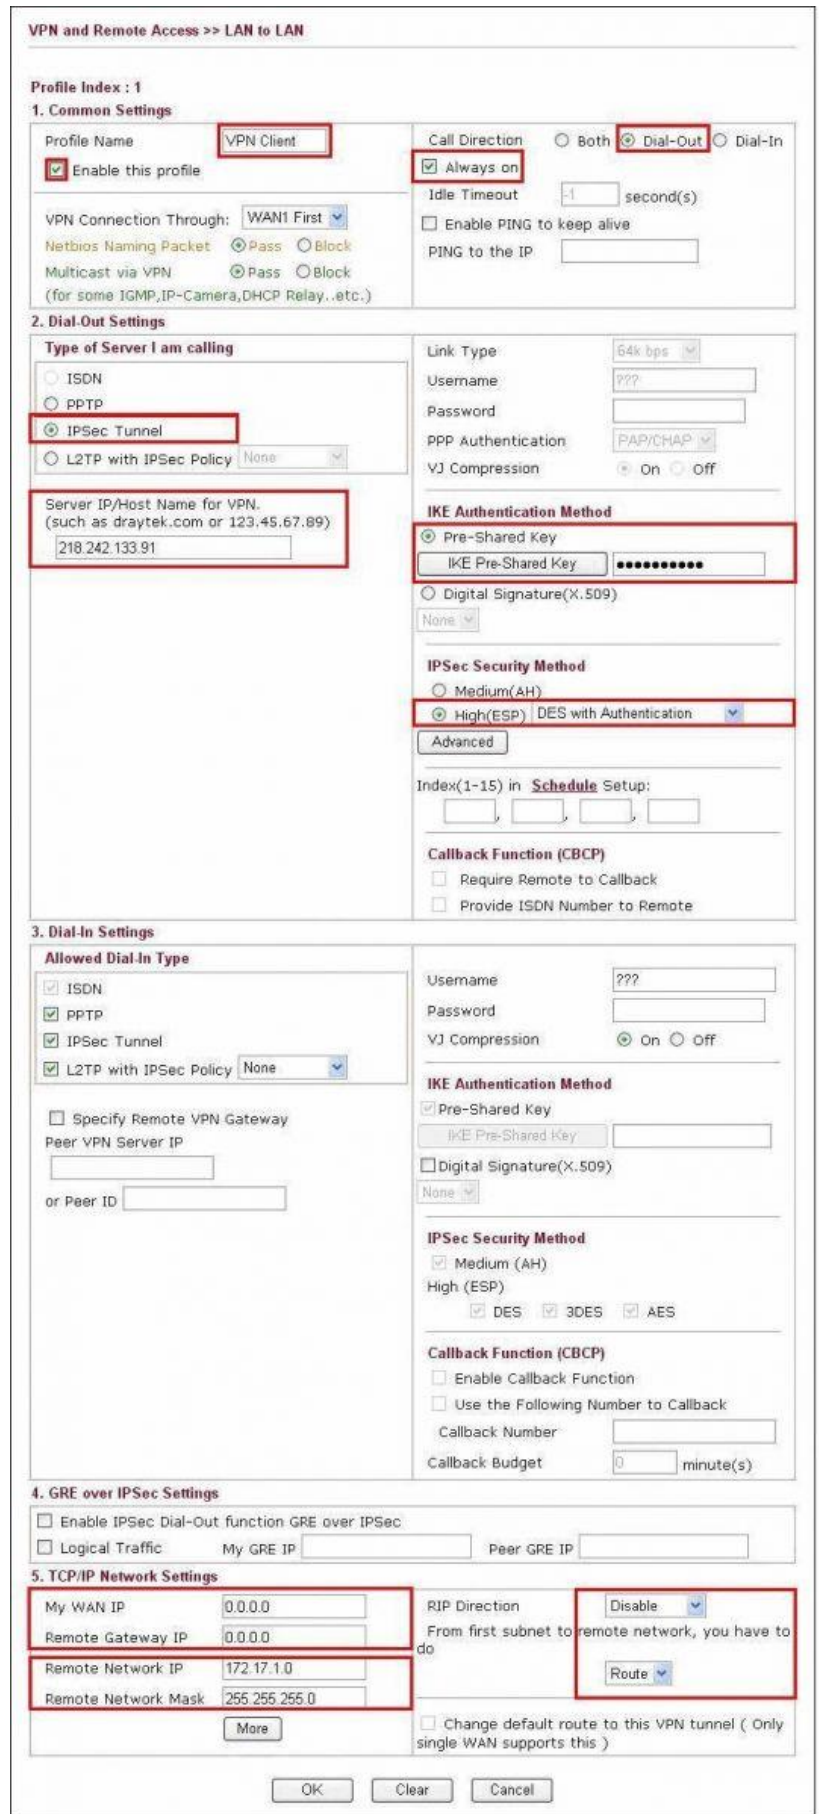 VPN and Remote Access >> LAN to LAN
Profile Index : 1
1. Common Settings
Profile Name VPN Client
Enable this profile
VPN Connection Through: WAN1 First
Netbios Naming Packet Pass Block
Multicast via VPN Pass Block
(for some IGMP,IP-Camera,DHCP Relay..etc.)
Call Direction Both Dial-Out Dial-In
Always on
Idle Timeout -1 second(s)
Enable PING to keep alive
PING to the IP
2. Dial-Out Settings
Type of Server I am calling
ISDN
PPTP
IPSec Tunnel
L2TP with IPSec Policy None
Server IP/Host Name for VPN.
(such as draytek.com or 123.45.67.89)
218.242.133.91
Link Type 64k bps
Username ???
Password
PPP Authentication PAP/CHAP
VJ Compression On Off
IKE Authentication Method
Pre-Shared Key
IKE Pre-Shared Key ●●●●●●●●●●
Digital Signature(X.509)
None
IPSec Security Method
Medium(AH)
High(ESP) DES with Authentication
Advanced
Index(1-15) in Schedule Setup:
, , ,
Callback Function (CBCP)
Require Remote to Callback
Provide ISDN Number to Remote
3. Dial-In Settings
Allowed Dial-In Type
ISDN
PPTP
IPSec Tunnel
L2TP with IPSec Policy None
Specify Remote VPN Gateway
Peer VPN Server IP
or Peer ID
Username ???
Password
VJ Compression On Off
IKE Authentication Method
Pre-Shared Key
IKE Pre-Shared Key
Digital Signature(X.509)
None
IPSec Security Method
Medium (AH)
High (ESP)
DES 3DES AES
Callback Function (CBCP)
Enable Callback Function
Use the Following Number to Callback
Callback Number
Callback Budget 0 minute(s)
4. GRE over IPSec Settings
Enable IPSec Dial-Out function GRE over IPSec
Logical Traffic My GRE IP Peer GRE IP
5. TCP/IP Network Settings
My WAN IP 0.0.0.0
Remote Gateway IP 0.0.0.0
Remote Network IP 172.17.1.0
Remote Network Mask 255.255.255.0
More
RIP Direction Disable
From first subnet to remote network, you have to
do
Route
Change default route to this VPN tunnel ( Only
single WAN supports this )
OK Clear Cancel